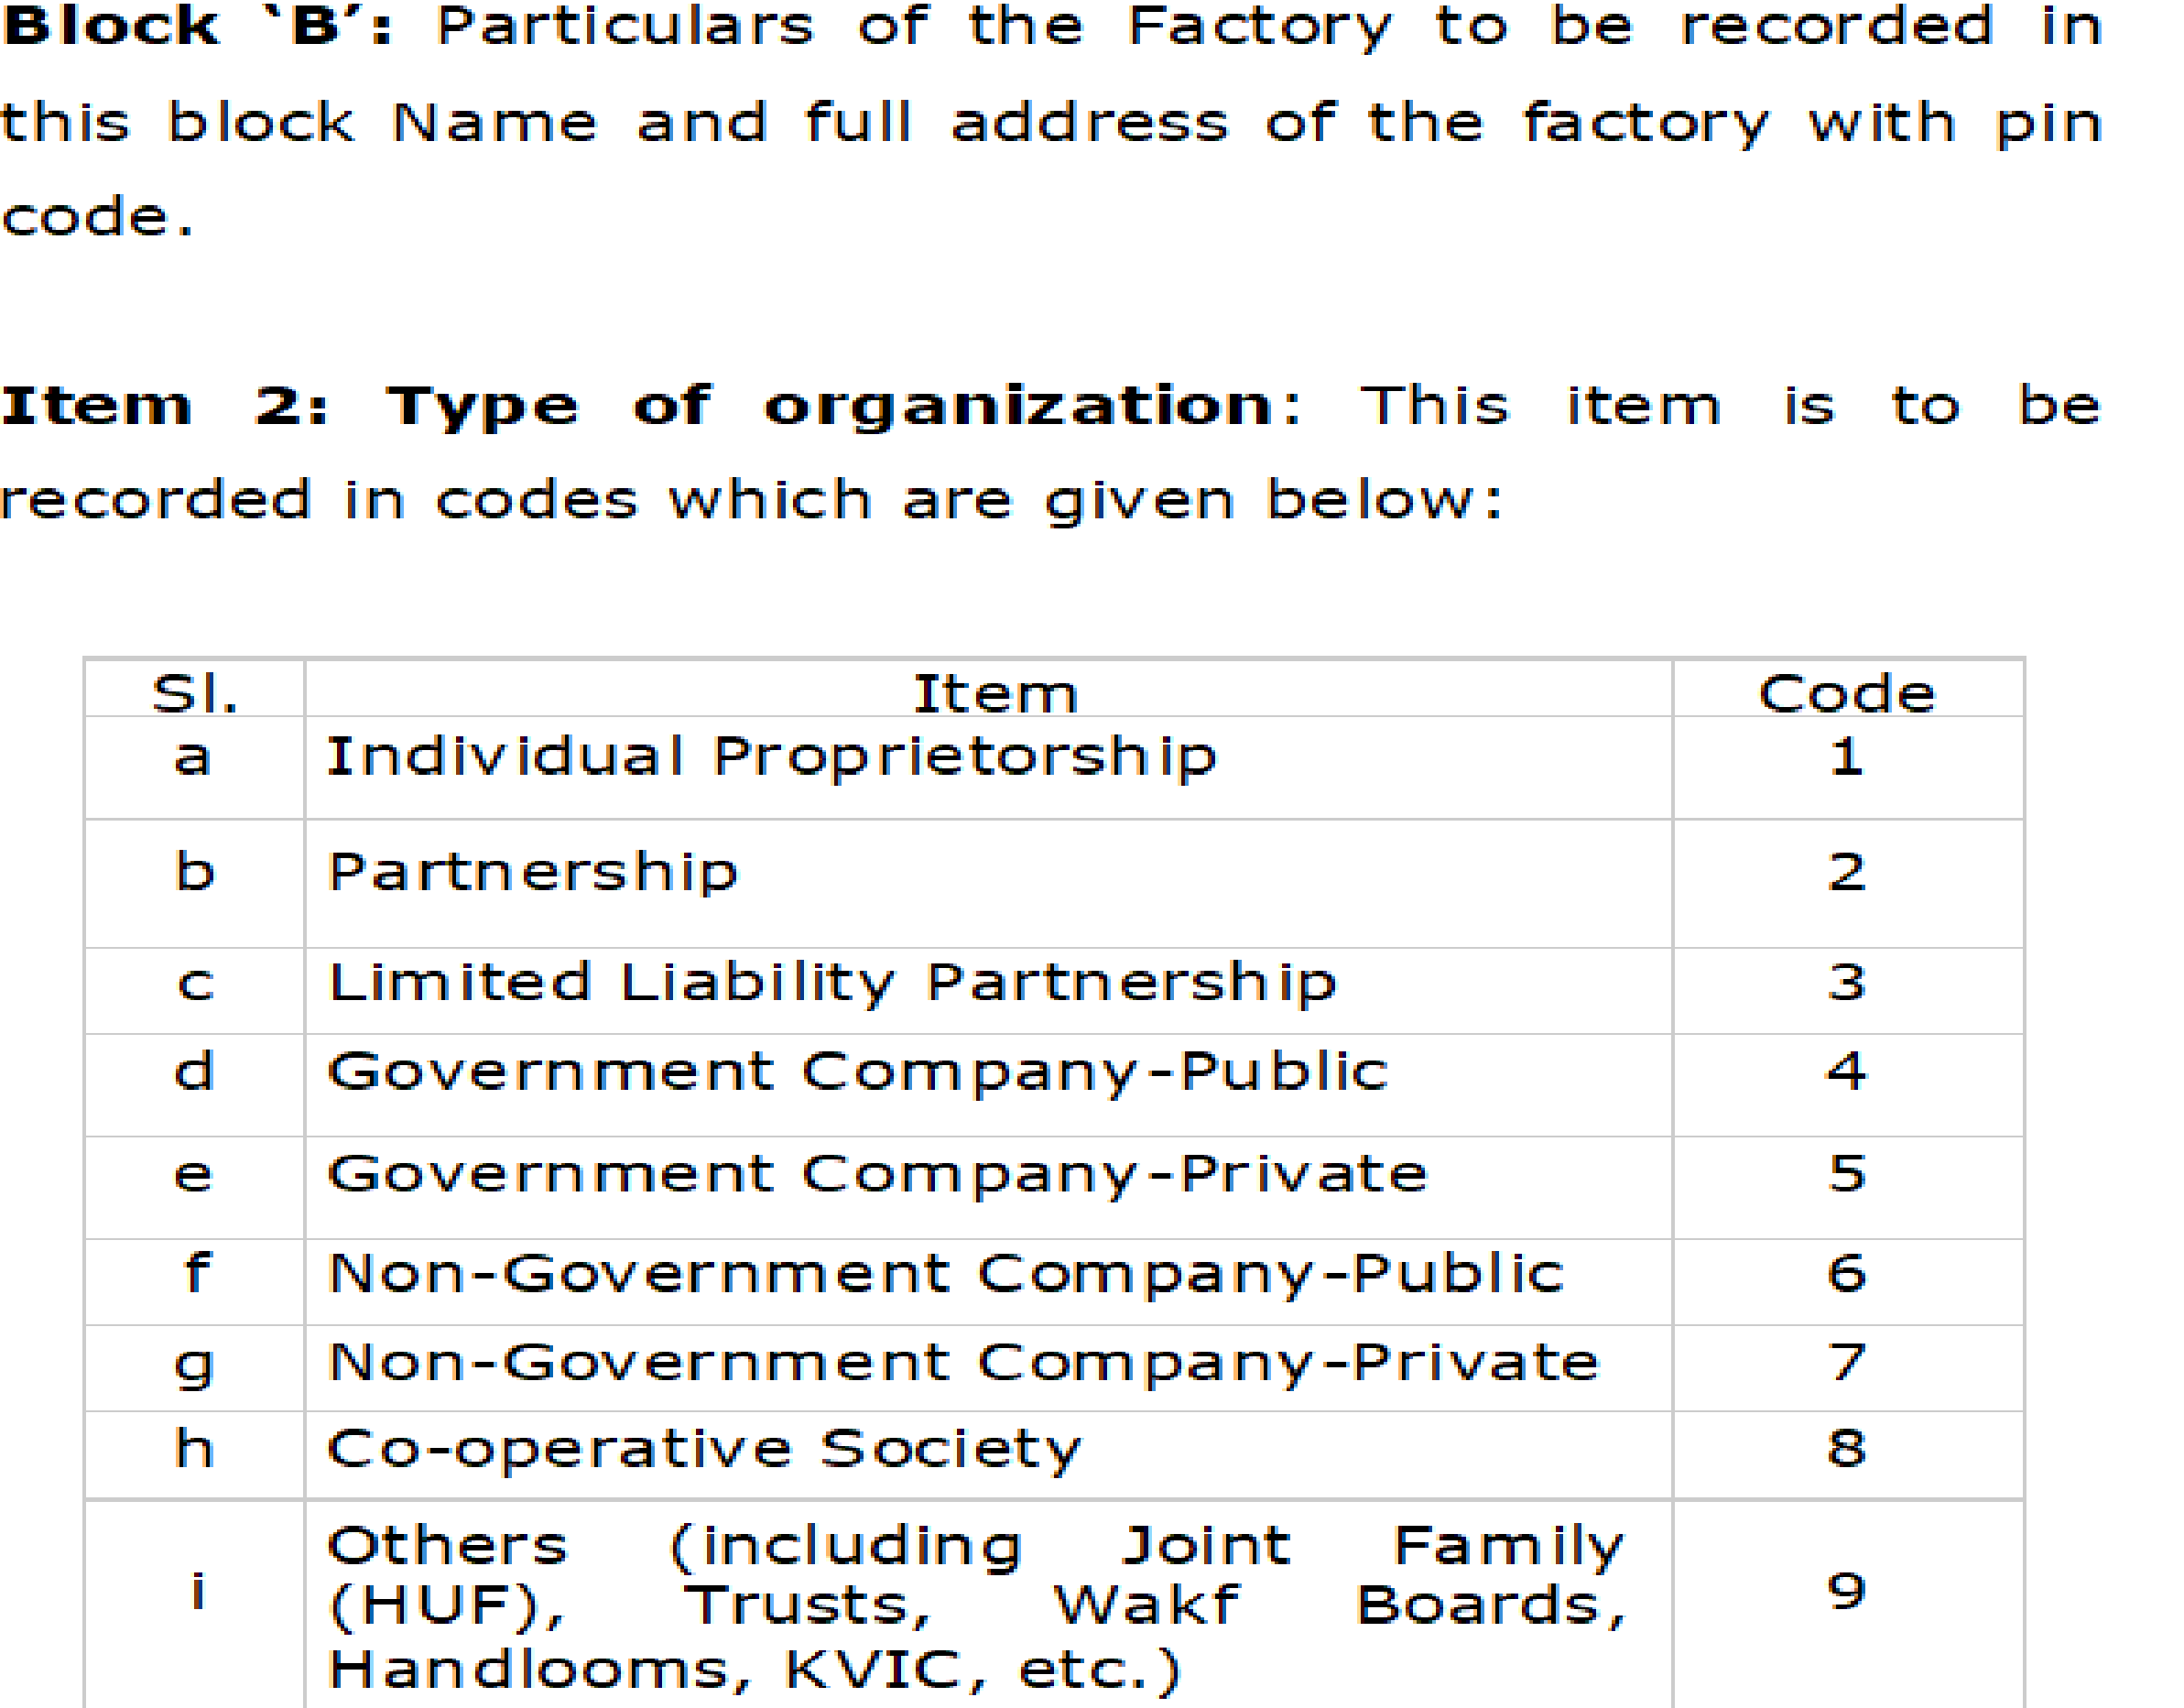 Block ‘B’: Particulars of the Factory to be recorded in
this block Name and full address of the factory with pin
code.
Item 2: Type of organization: This item is to be
recorded in codes which are given below:
Sl. Item Code
a Individual Proprietorship 1
b Partnership 2
c Limited Liability Partnership 3
d Government Company-Public 4
e Government Company-Private 5
f Non-Government Company-Public 6
g Non-Government Company-Private 7
h Co-operative Society 8
Others (including Joint Family
i (HUF), Trusts, Wakf Boards, 9
Handlooms, KVIC, etc.)